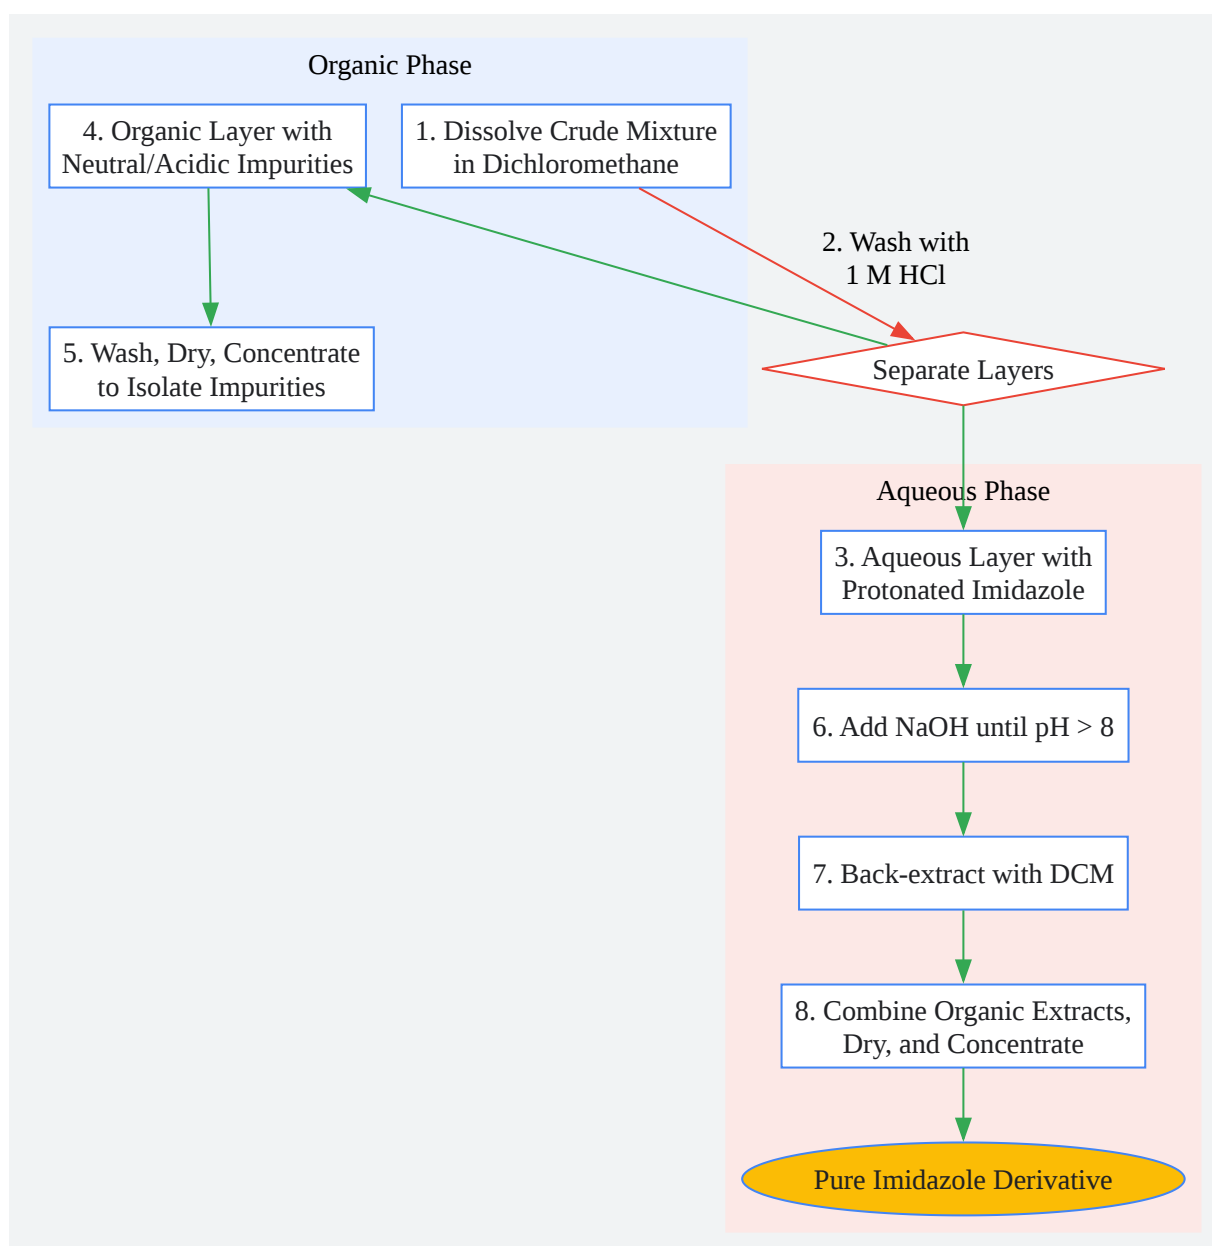 Organic Phase
4. Organic Layer with
Neutral/Acidic Impurities
1. Dissolve Crude Mixture
in Dichloromethane
2. Wash with
1 M HCl
5. Wash, Dry, Concentrate
to Isolate Impurities
Separate Layers
Aqueous Phase
3. Aqueous Layer with
Protonated Imidazole
6. Add NaOH until pH > 8
7. Back-extract with DCM
8. Combine Organic Extracts,
Dry, and Concentrate
Pure Imidazole Derivative